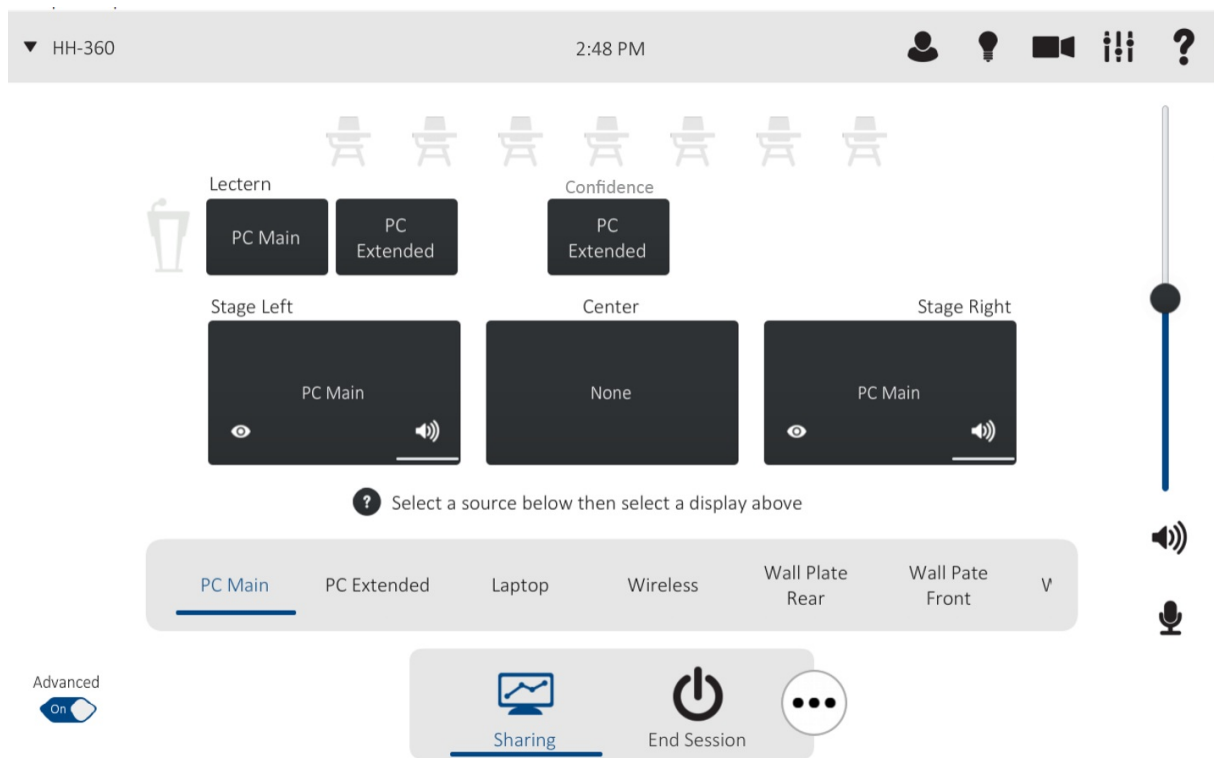 HH-360
2:48 PM
Lectern
Confidence
PC Main
PC
Extended
PC
Extended
Stage Left
Center
Stage Right
PC Main
None
PC Main
? Select a source below then select a display above
PC Main
PC Extended
Laptop
Wireless
Wall Plate
Rear
Wall Pate
Front
Advanced
On
Sharing
End Session